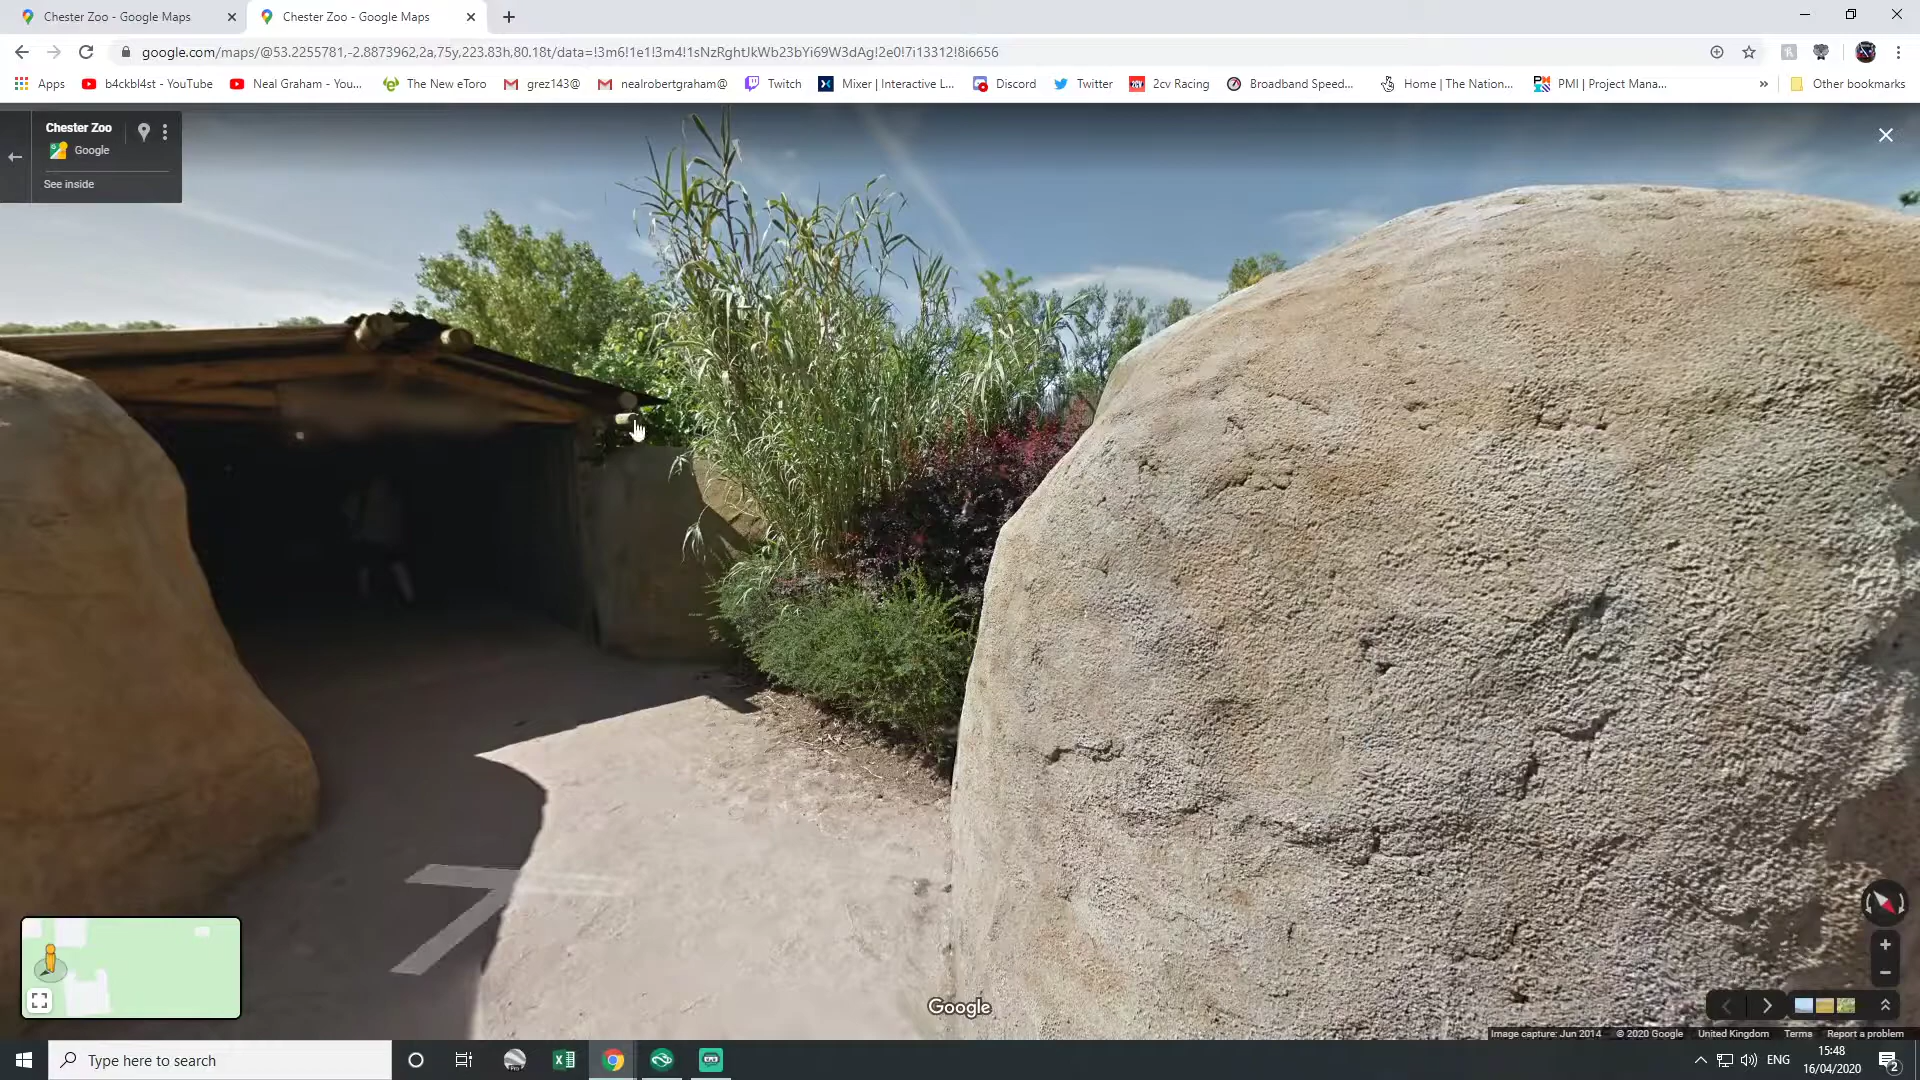 Chester Zoo - Google Maps
Chester Zoo - Google Maps
google.com/maps/@53.2255781,-2.8873962,2a,75y,223.83h,80.18t/data=!3m6!1e1!3m4!1sNzRghtJkWb23bYi69W3dAg!2e0!7i13312!8i6656
Apps b4ckbl4st - YouTube Neal Graham - You... The New eToro grez143@ nealrobertgraham@ Twitch Mixer | Interactive L... Discord Twitter 2cv Racing Broadband Speed... Home | The Nation... PMI | Project Mana... » Other bookmarks
Chester Zoo
Google
See inside
Google
Image capture: Jun 2014 © 2020 Google United Kingdom Terms Report a problem
Type here to search
ENG
15:48
16/04/2020
2